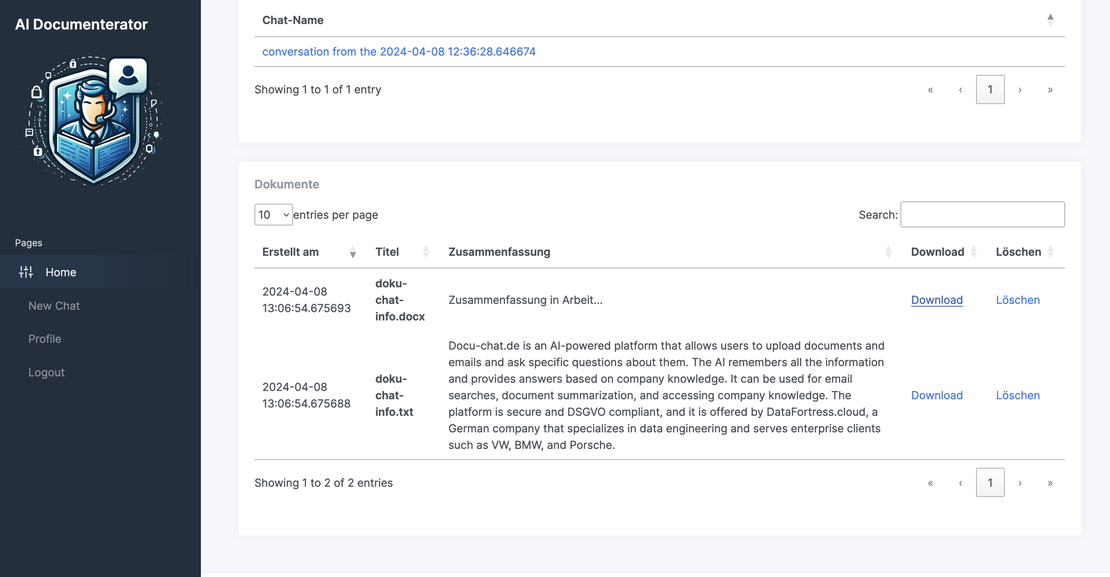 AI Documenterator
Pages
Home
New Chat
Profile
Logout
Chat-Name
conversation from the 2024-04-08 12:36:28.646674
Showing 1 to 1 of 1 entry
« ‹ 1 › »
Dokumente
10 entries per page
Search:
Erstellt am Titel Zusammenfassung Download Löschen
2024-04-08
13:06:54.675693
doku-
chat-
info.docx
Zusammenfassung in Arbeit...
Download
Löschen
2024-04-08
13:06:54.675688
doku-
chat-
info.txt
Docu-chat.de is an AI-powered platform that allows users to upload documents and
emails and ask specific questions about them. The AI remembers all the information
and provides answers based on company knowledge. It can be used for email
searches, document summarization, and accessing company knowledge. The
platform is secure and DSGVO compliant, and it is offered by DataFortress.cloud, a
German company that specializes in data engineering and serves enterprise clients
such as VW, BMW, and Porsche.
Download
Löschen
Showing 1 to 2 of 2 entries
« ‹ 1 › »